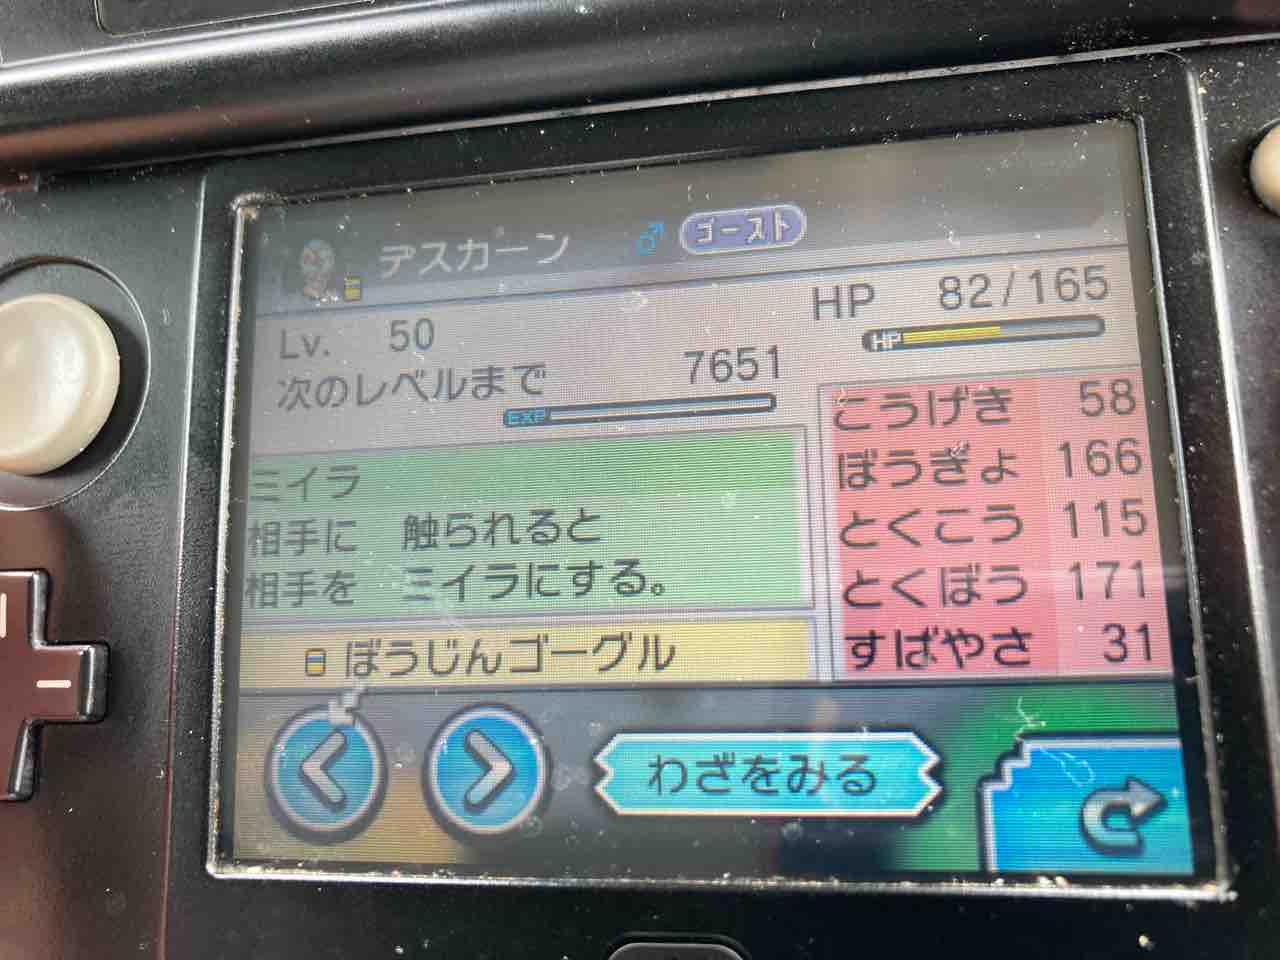 デスカーン ♂ ゴースト
Lv. 50
HP 82/165
HP
次のレベルまで 7651
EXP
こうげき 58
ぼうぎょ 166
とくこう 115
とくぼう 171
すばやさ 31
ミイラ
相手に 触られると
相手を ミイラにする。
ぼうじんゴーグル
わざをみる